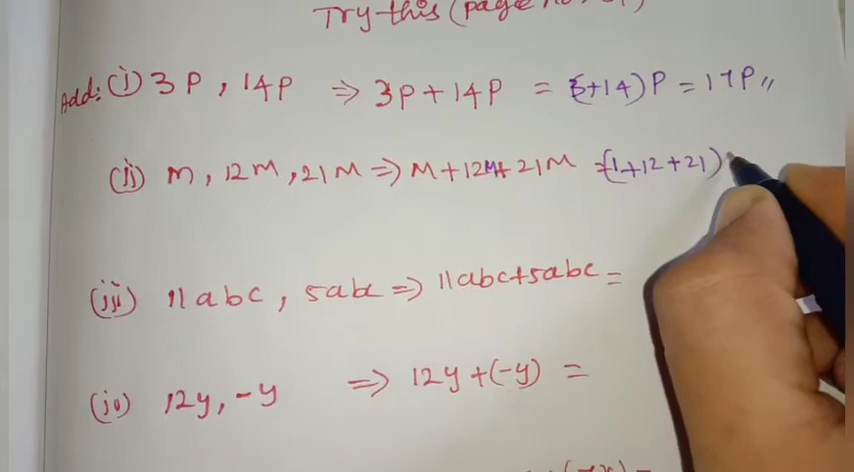 Try this (page no.
Add: (i) 3P, 14P ⇒ 3P+14P = (3+14)P = 17P,,
(ii) M, 12M, 21M ⇒ M+12M+21M = (1+12+21)
(iii) 11abc, 5abc ⇒ 11abc+5abc =
(iv) 12y, -y ⇒ 12y+(-y) =